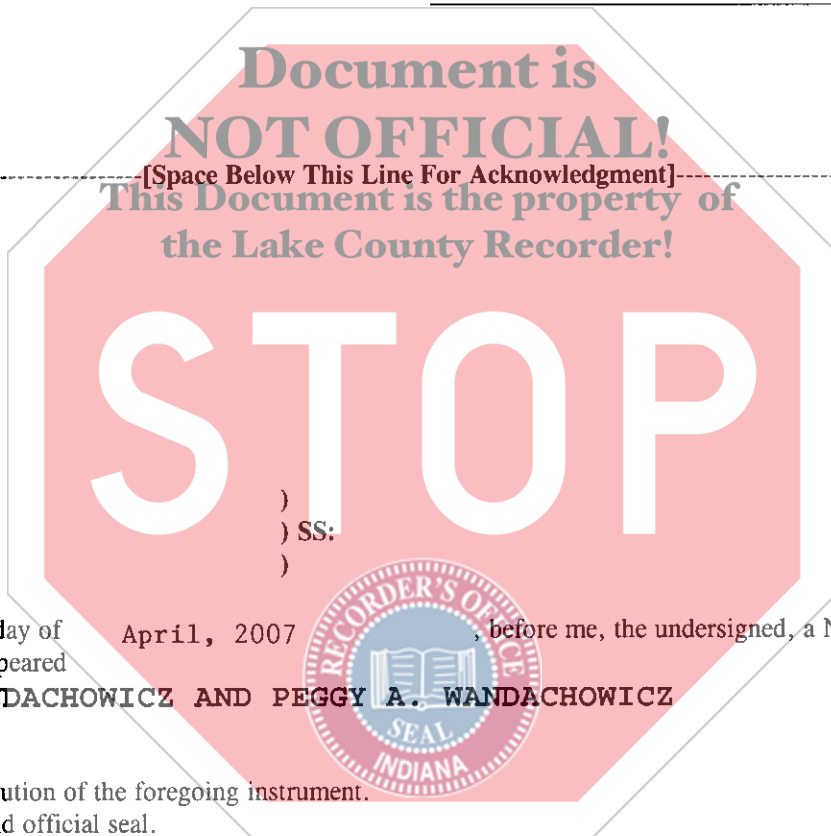 Document is
NOT OFFICIAL!
[Space Below This Line For Acknowledgment]
This Document is the property of
the Lake County Recorder!
STOP
)
) SS:
)
day of April, 2007 , before me, the undersigned, a
peared
DACHOWICZ AND PEGGY A. WANDACHOWICZ
RECORDER'S OFFICE
SEAL
INDIANA
ution of the foregoing instrument.
d official seal.